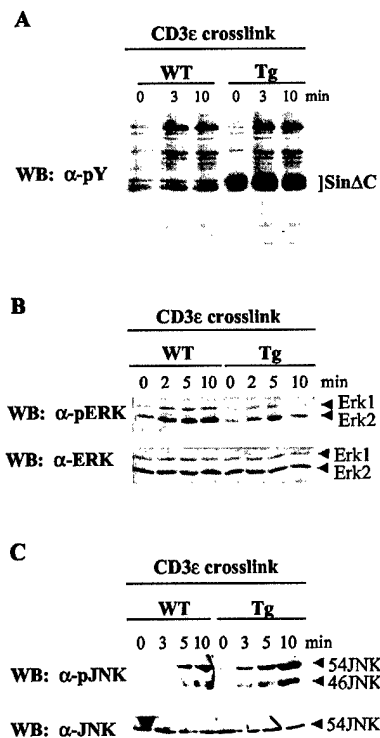 A
CD3ε crosslink
WT Tg
0 3 10 0 3 10 min
WB: α-pY ]SinΔC
B
CD3ε crosslink
WT Tg
0 2 5 10 0 2 5 10 min
WB: α-pERK Erk1
Erk2
WB: α-ERK Erk1
Erk2
C
CD3ε crosslink
WT Tg
0 3 5 10 0 3 5 10 min
WB: α-pJNK 54JNK
46JNK
WB: α-JNK 54JNK